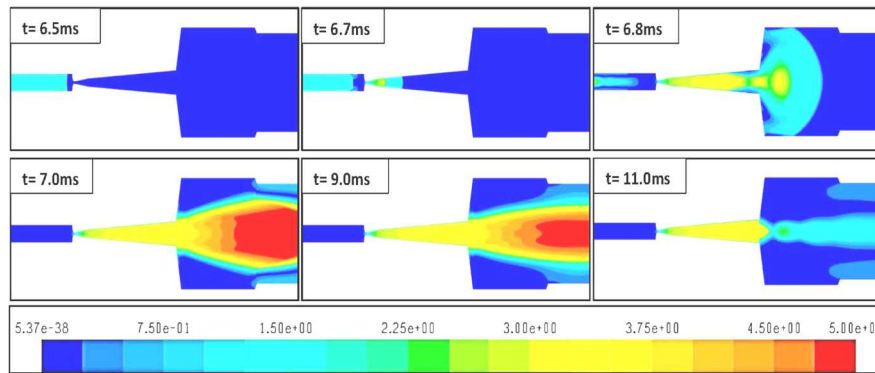 t= 6.5ms
t= 6.7ms
t= 6.8ms
t= 7.0ms
t= 9.0ms
t= 11.0ms
5.37e-38 7.50e-01 1.50e+00 2.25e+00 3.00e+00 3.75e+00 4.50e+00 5.00e+0